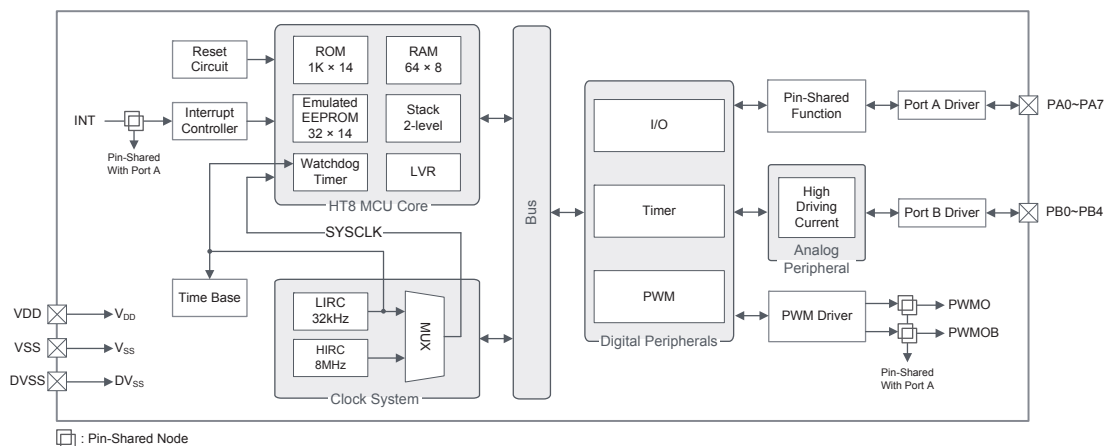 Reset
Circuit
ROM
1K × 14
RAM
64 × 8
INT
Interrupt
Controller
Emulated
EEPROM
32 × 14
Stack
2-level
Pin-Shared
With Port A
Watchdog
Timer
LVR
HT8 MCU Core
SYSCLK
Time Base
LIRC
32kHz
HIRC
8MHz
MUX
Clock System
Bus
I/O
Timer
PWM
Digital Peripherals
Pin-Shared
Function
Port A Driver
PA0~PA7
High
Driving
Current
Analog
Peripheral
Port B Driver
PB0~PB4
PWM Driver
PWMO
PWMOB
Pin-Shared
With Port A
VDD
VDD
VSS
VSS
DVSS
DVSS
: Pin-Shared Node